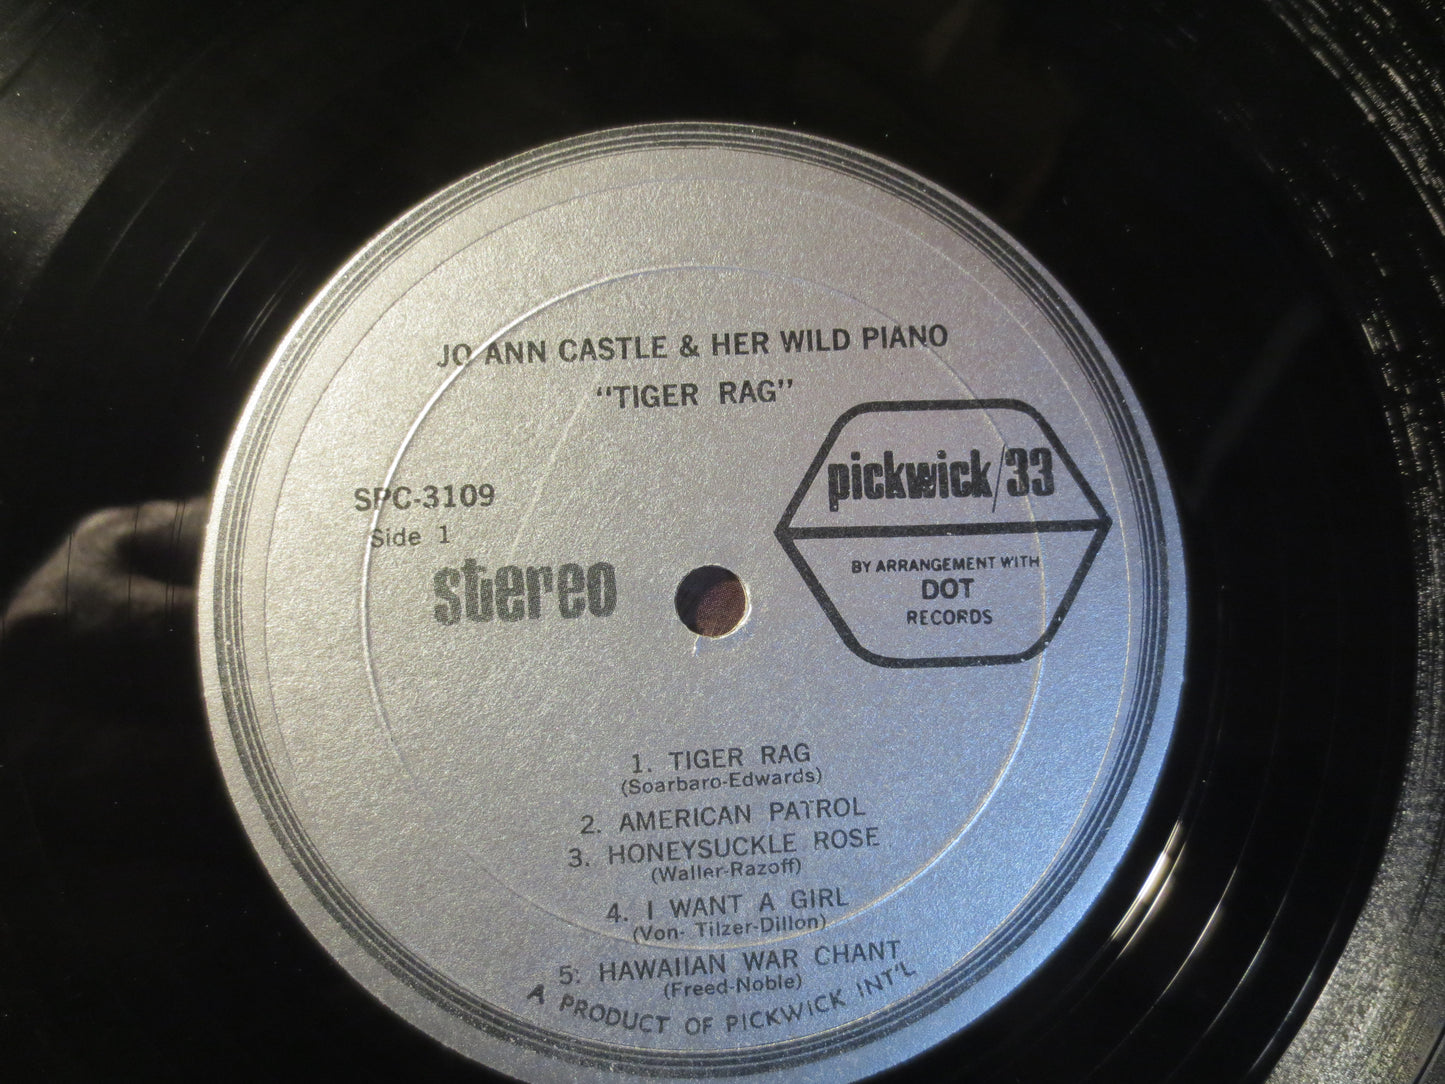 JO ANN CASTLE & HER WILD PIANO
"TIGER RAG"
SPC-3109
Side 1
stereo
pickwick/33
BY ARRANGEMENT WITH
DOT
RECORDS
1. TIGER RAG
(Soarbaro-Edwards)
2. AMERICAN PATROL
3. HONEYSUCKLE ROSE
(Waller-Razoff)
4. I WANT A GIRL
(Von- Tilzer-Dillon)
5. HAWAIIAN WAR CHANT
(Freed-Noble)
A PRODUCT OF PICKWICK INT'L